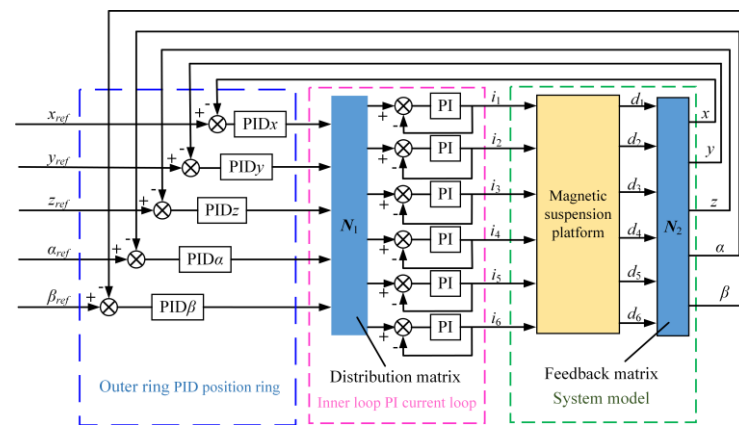 x_ref
+
-
PIDx
y_ref
+
-
PIDy
z_ref
+
-
PIDz
α_ref
+
-
PIDα
β_ref
+
-
PIDβ
Outer ring PID position ring
N₁
+
-
PI
i₁
+
-
PI
i₂
+
-
PI
i₃
+
-
PI
i₄
+
-
PI
i₅
+
-
PI
i₆
Distribution matrix
Inner loop PI current loop
Magnetic
suspension
platform
d₁
d₂
d₃
d₄
d₅
d₆
N₂
x
y
z
α
β
Feedback matrix
System model